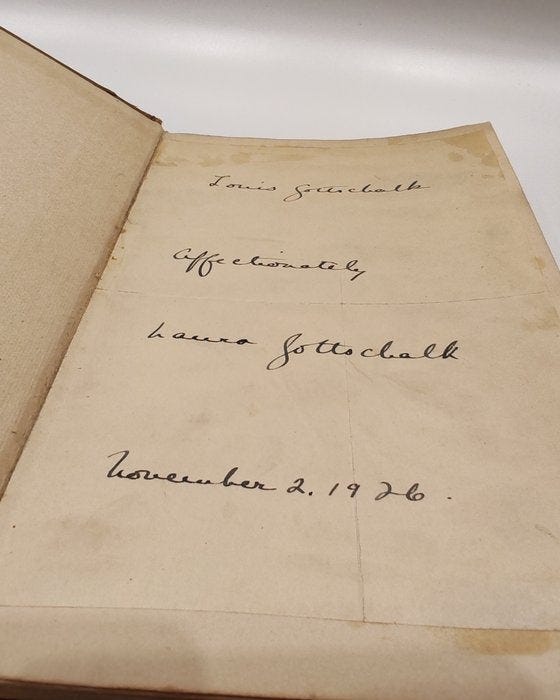 Louis Gottschalk
Affectionately
Laura Gottschalk
November 2. 1926.